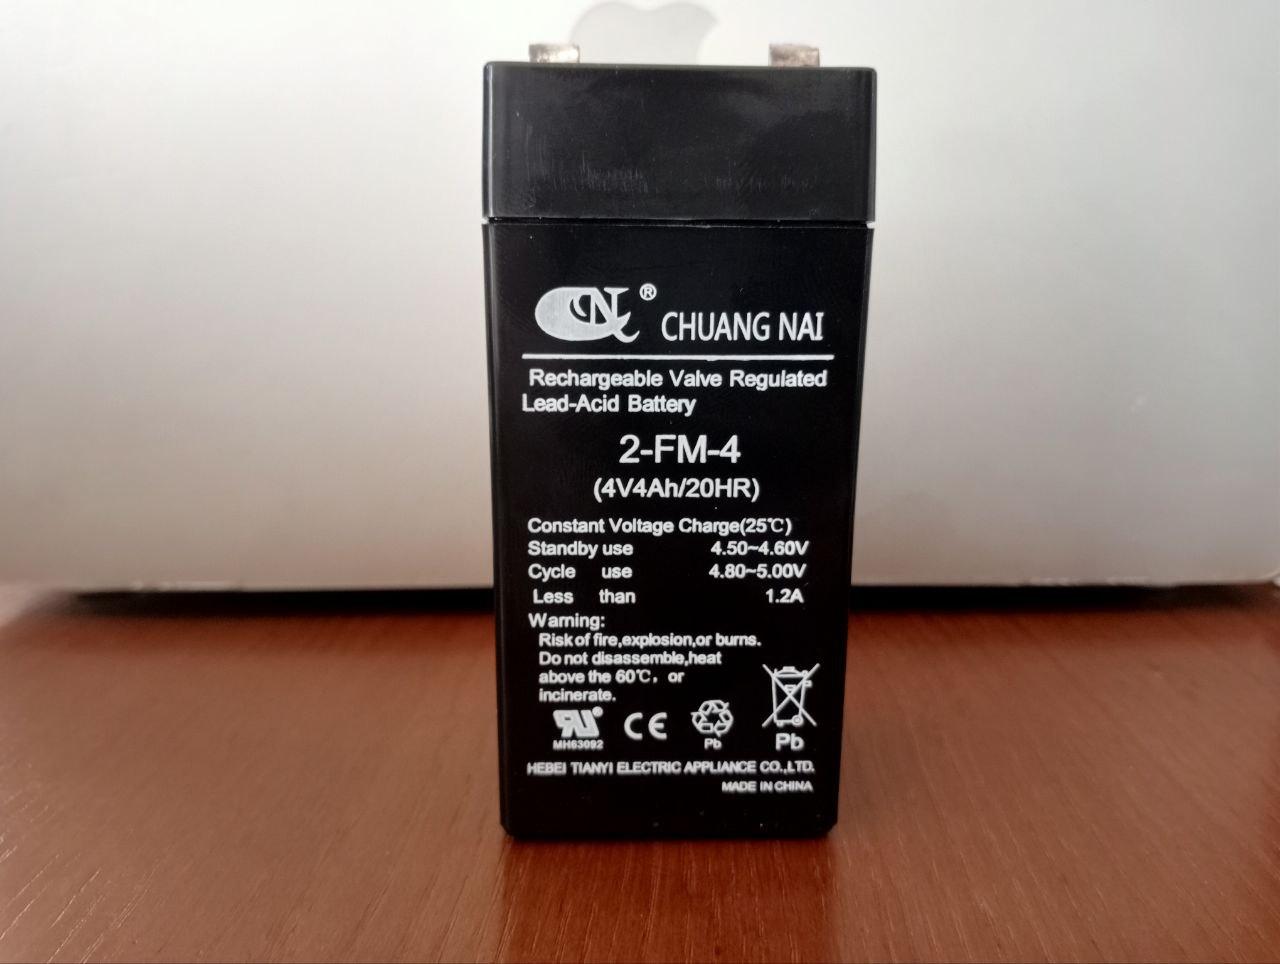 CN ® CHUANG NAI
Rechargeable Valve Regulated
Lead-Acid Battery
2-FM-4
(4V4Ah/20HR)
Constant Voltage Charge(25℃)
Standby use 4.50~4.60V
Cycle use 4.80~5.00V
Less than 1.2A
Warning:
Risk of fire,explosion,or burns.
Do not disassemble,heat
above the 60℃，or
incinerate.
RU® CE
MH63092 Pb Pb
HEBEI TIANYI ELECTRIC APPLIANCE CO.,LTD.
MADE IN CHINA